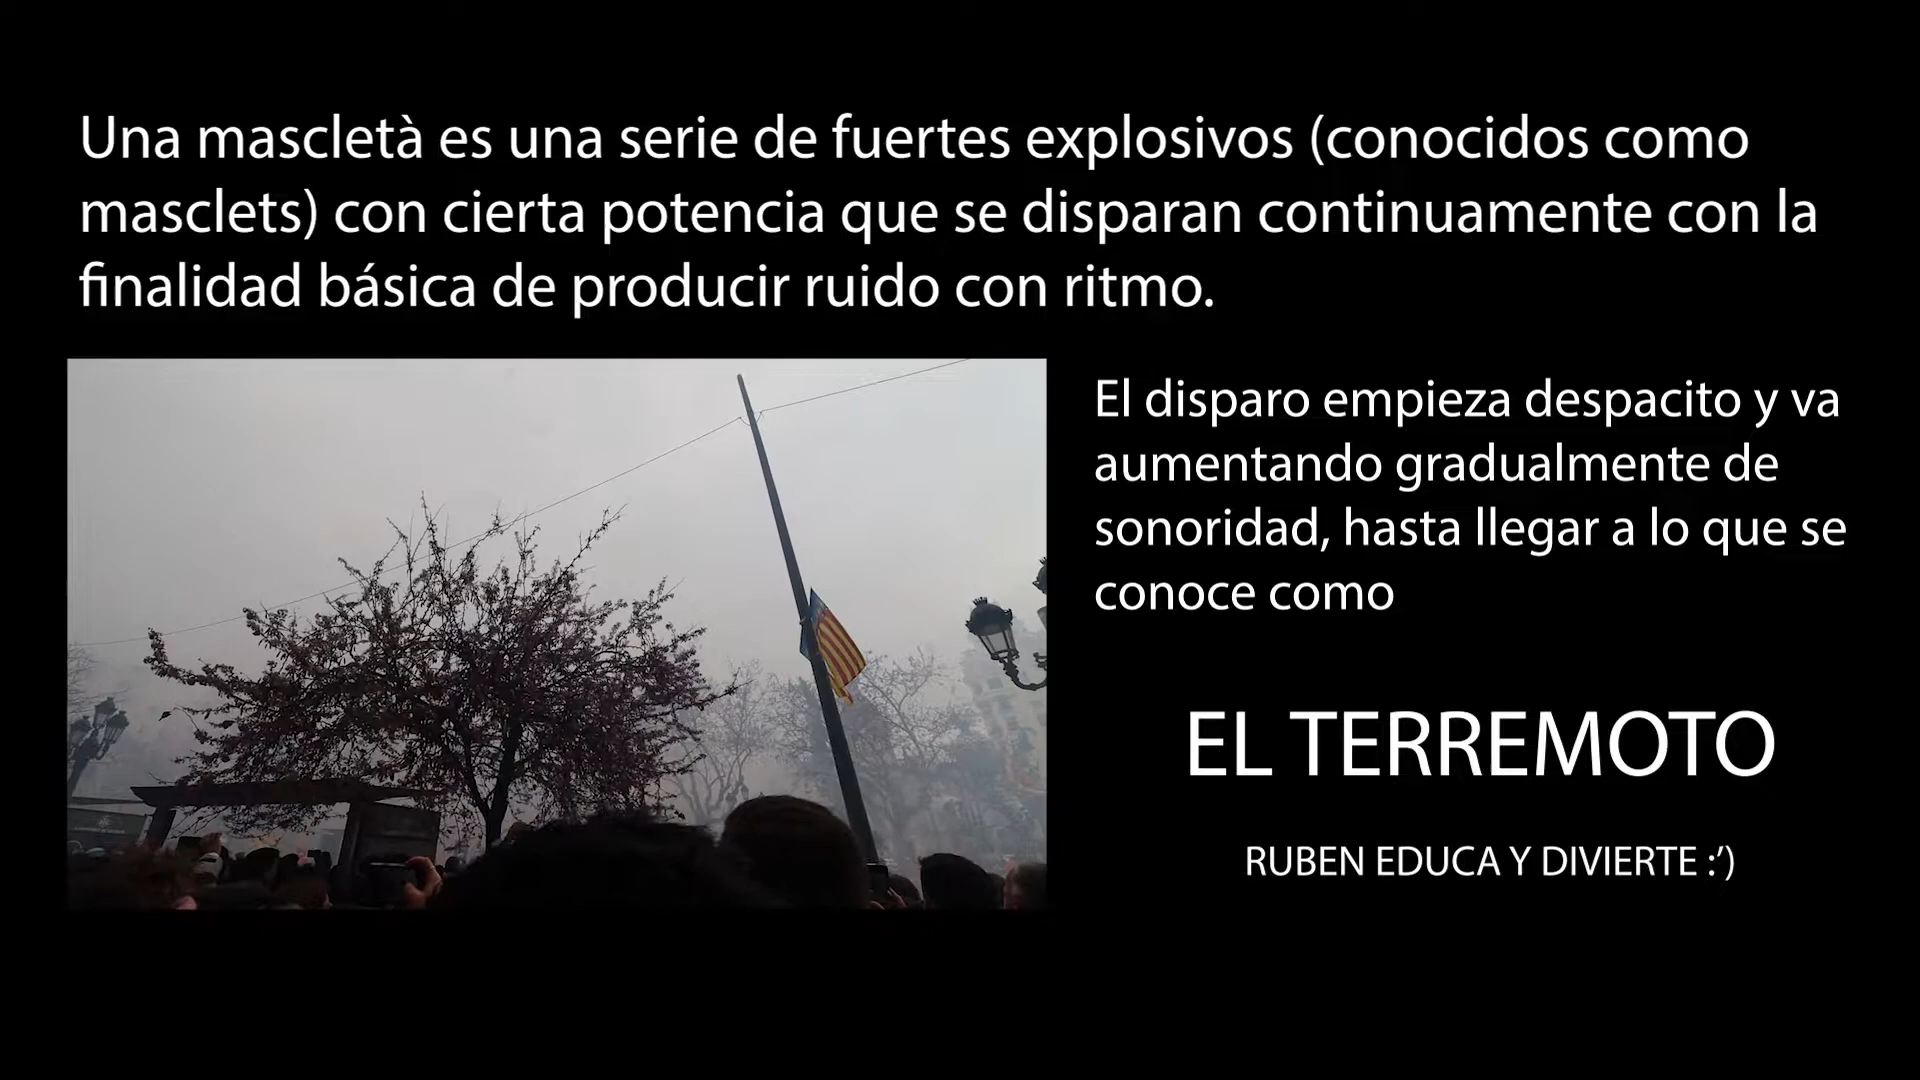 Una mascletà es una serie de fuertes explosivos (conocidos como
masclets) con cierta potencia que se disparan continuamente con la
finalidad básica de producir ruido con ritmo.
El disparo empieza despacito y va
aumentando gradualmente de
sonoridad, hasta llegar a lo que se
conoce como
EL TERREMOTO
RUBEN EDUCA Y DIVIERTE :’)